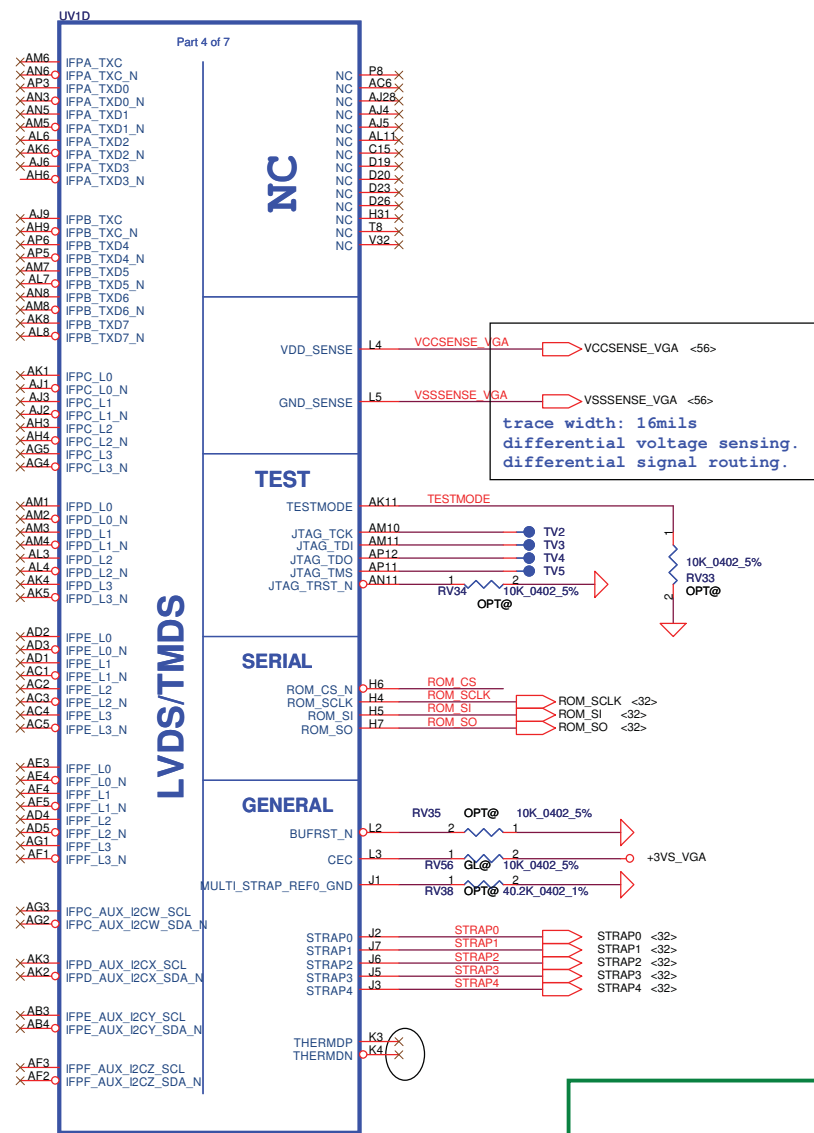 UV1D
Part 4 of 7
AM6 IFPA_TXC
AN6 IFPA_TXC_N
AP3 IFPA_TXD0
AN3 IFPA_TXD0_N
AN5 IFPA_TXD1
AM5 IFPA_TXD1_N
AL6 IFPA_TXD2
AK6 IFPA_TXD2_N
AJ6 IFPA_TXD3
AH6 IFPA_TXD3_N
AJ9 IFPB_TXC
AH9 IFPB_TXC_N
AP6 IFPB_TXD4
AP5 IFPB_TXD4_N
AM7 IFPB_TXD5
AL7 IFPB_TXD5_N
AN8 IFPB_TXD6
AM8 IFPB_TXD6_N
AK8 IFPB_TXD7
AL8 IFPB_TXD7_N
AK1 IFPC_L0
AJ1 IFPC_L0_N
AJ3 IFPC_L1
AJ2 IFPC_L1_N
AH3 IFPC_L2
AH4 IFPC_L2_N
AG5 IFPC_L3
AG4 IFPC_L3_N
AM1 IFPD_L0
AM2 IFPD_L0_N
AM3 IFPD_L1
AM4 IFPD_L1_N
AL3 IFPD_L2
AL4 IFPD_L2_N
AK4 IFPD_L3
AK5 IFPD_L3_N
AD2 IFPE_L0
AD3 IFPE_L0_N
AD1 IFPE_L1
AC1 IFPE_L1_N
AC2 IFPE_L2
AC3 IFPE_L2_N
AC4 IFPE_L3
AC5 IFPE_L3_N
AE3 IFPF_L0
AE4 IFPF_L0_N
AF4 IFPF_L1
AF5 IFPF_L1_N
AD4 IFPF_L2
AD5 IFPF_L2_N
AG1 IFPF_L3
AF1 IFPF_L3_N
AG3 IFPC_AUX_I2CW_SCL
AG2 IFPC_AUX_I2CW_SDA_N
AK3 IFPD_AUX_I2CX_SCL
AK2 IFPD_AUX_I2CX_SDA_N
AB3 IFPE_AUX_I2CY_SCL
AB4 IFPE_AUX_I2CY_SDA_N
AF3 IFPF_AUX_I2CZ_SCL
AF2 IFPF_AUX_I2CZ_SDA_N
LVDS/TMDS
NC
NC P8
NC AC6
NC AJ28
NC AJ4
NC AJ5
NC AL11
NC C15
NC D19
NC D20
NC D23
NC D26
NC H31
NC T8
NC V32
VDD_SENSE L4 VCCSENSE_VGA VCCSENSE_VGA <56>
GND_SENSE L5 VSSSENSE_VGA VSSSENSE_VGA <56>
trace width: 16mils
differential voltage sensing.
differential signal routing.
TEST
TESTMODE AK11 TESTMODE
JTAG_TCK AM10 TV2
JTAG_TDI AM11 TV3
JTAG_TDO AP12 TV4
JTAG_TMS AP11 TV5
JTAG_TRST_N AN11 1 2
RV34 10K_0402_5%
OPT@
1
10K_0402_5%
RV33
2 OPT@
SERIAL
ROM_CS_N H6 ROM_CS
ROM_SCLK H4 ROM_SCLK ROM_SCLK <32>
ROM_SI H5 ROM_SI ROM_SI <32>
ROM_SO H7 ROM_SO ROM_SO <32>
GENERAL
RV35 OPT@ 10K_0402_5%
BUFRST_N L2 2 1
CEC L3 1 2 +3VS_VGA
RV56 GL@ 10K_0402_5%
MULTI_STRAP_REF0_GND J1 1 2
RV38 OPT@ 40.2K_0402_1%
STRAP0 J2 STRAP0 STRAP0 <32>
STRAP1 J7 STRAP1 STRAP1 <32>
STRAP2 J6 STRAP2 STRAP2 <32>
STRAP3 J5 STRAP3 STRAP3 <32>
STRAP4 J3 STRAP4 STRAP4 <32>
THERMDP K3
THERMDN K4